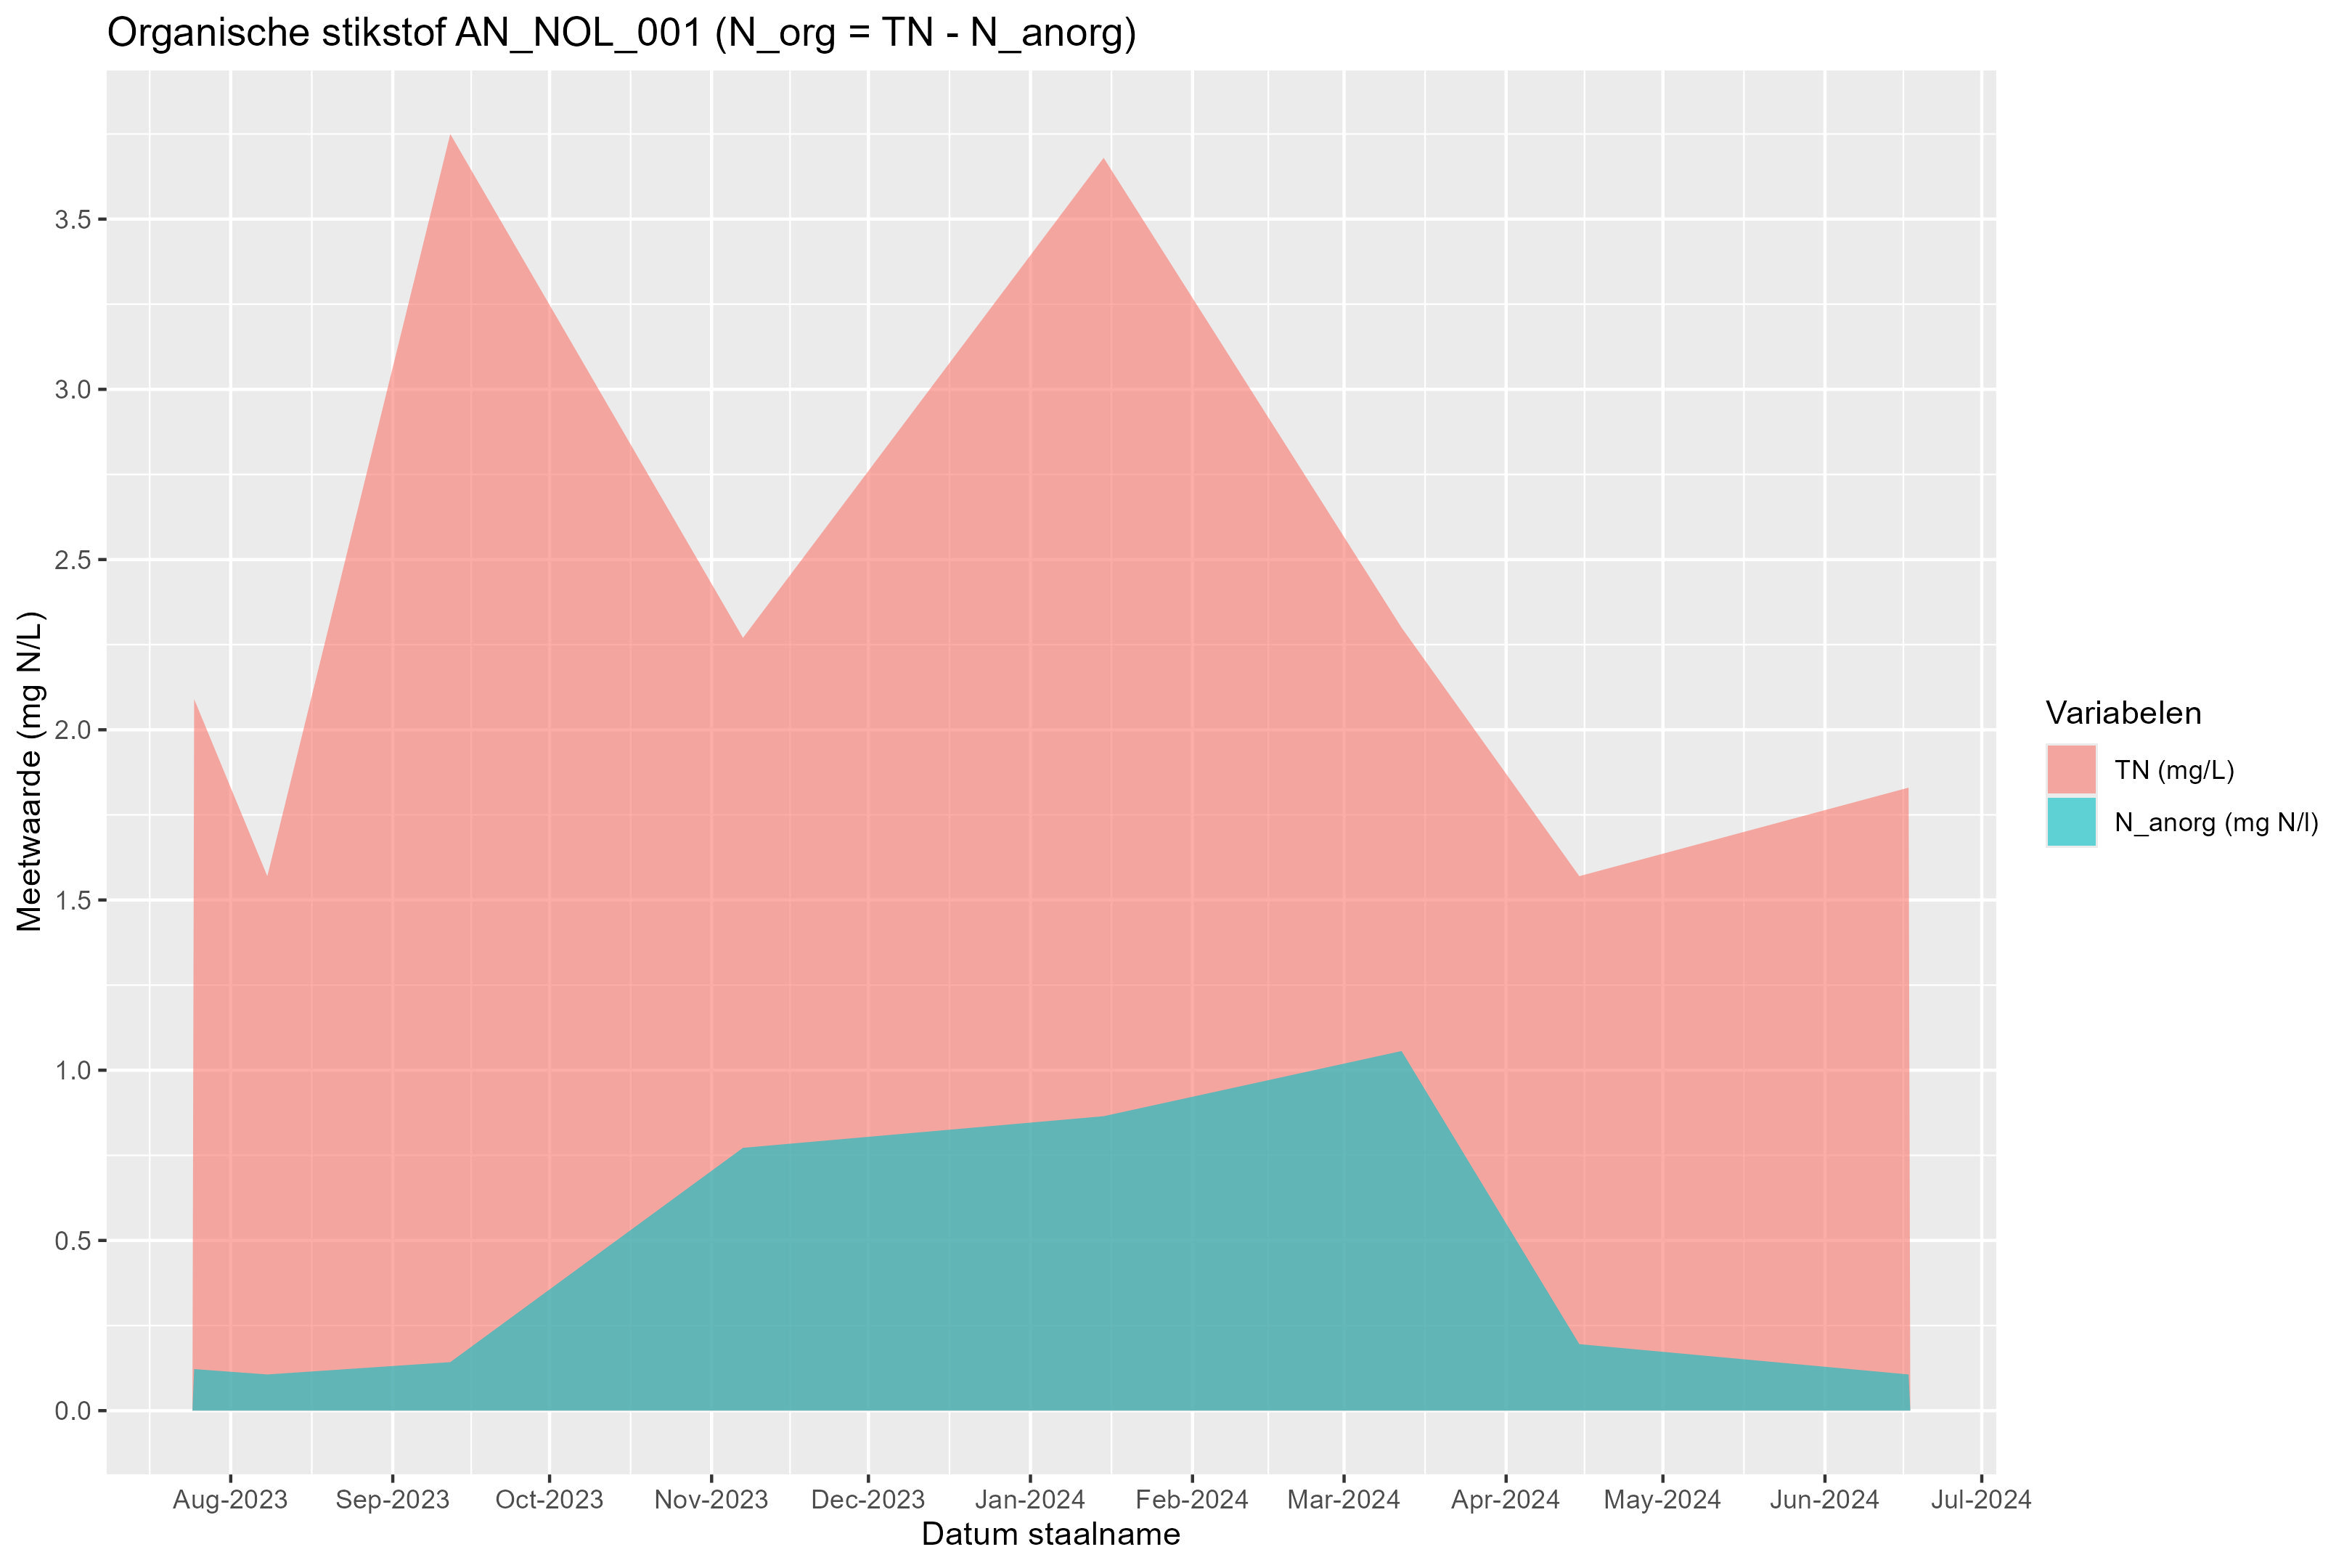 Organische stikstof AN_NOL_001 (N_org = TN - N_anorg)
Meetwaarde (mg N/L)
3.5
3.0
2.5
2.0
1.5
1.0
0.5
0.0
Aug-2023 Sep-2023 Oct-2023 Nov-2023 Dec-2023 Jan-2024 Feb-2024 Mar-2024 Apr-2024 May-2024 Jun-2024 Jul-2024
Datum staalname
Variabelen
TN (mg/L)
N_anorg (mg N/l)